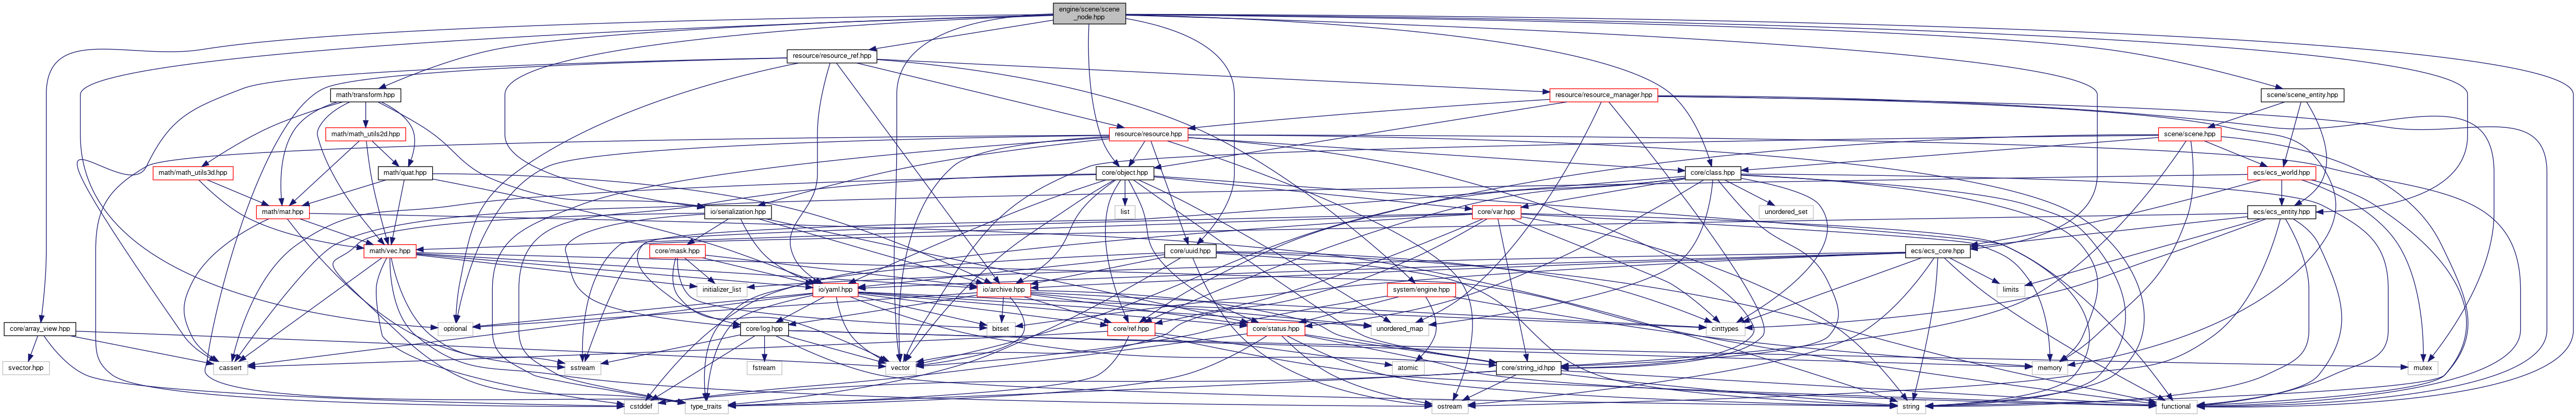 engine/scene/scene
_node.hpp
resource/resource_ref.hpp
math/transform.hpp
resource/resource_manager.hpp
scene/scene_entity.hpp
math/math_utils2d.hpp
resource/resource.hpp
scene/scene.hpp
math/math_utils3d.hpp
math/quat.hpp
core/object.hpp
core/class.hpp
ecs/ecs_world.hpp
math/mat.hpp
io/serialization.hpp
list
core/var.hpp
unordered_set
ecs/ecs_entity.hpp
math/vec.hpp
core/mask.hpp
core/uuid.hpp
ecs/ecs_core.hpp
initializer_list
io/yaml.hpp
io/archive.hpp
system/engine.hpp
limits
core/array_view.hpp
optional
core/log.hpp
bitset
core/ref.hpp
core/status.hpp
unordered_map
cinttypes
svector.hpp
cassert
sstream
fstream
vector
atomic
core/string_id.hpp
memory
mutex
cstddef
type_traits
ostream
string
functional